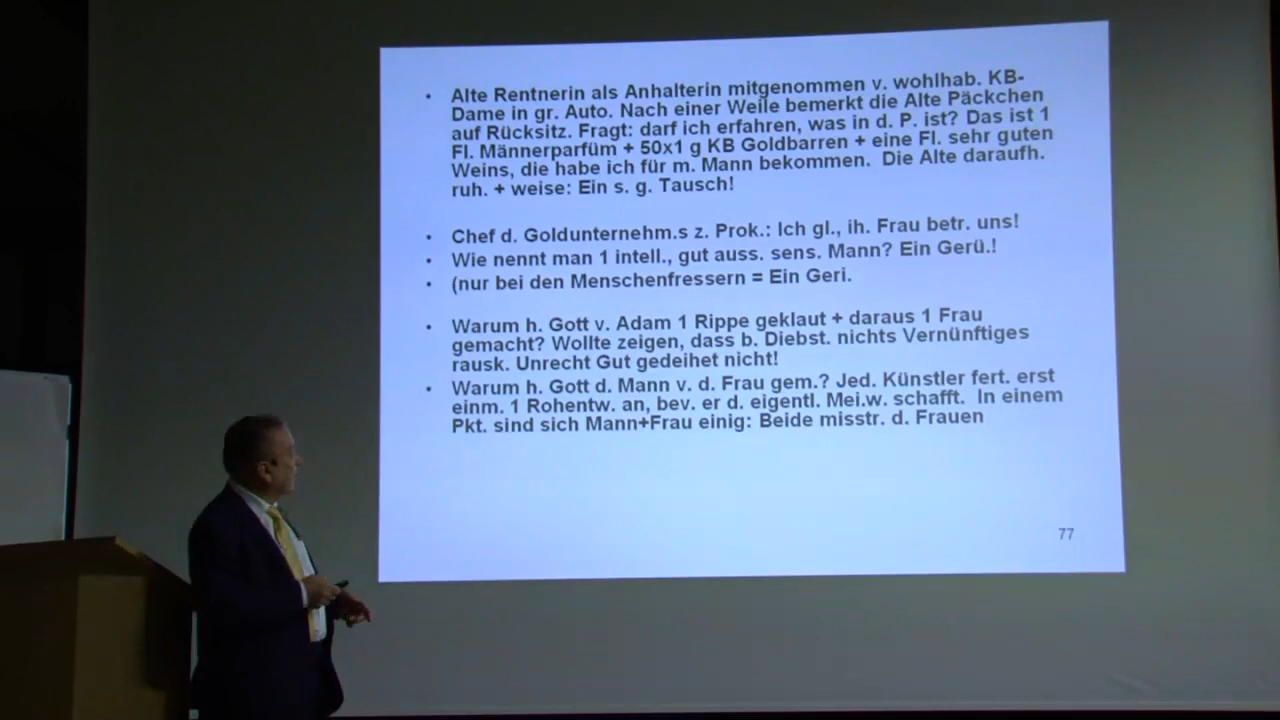 • Alte Rentnerin als Anhalterin mitgenommen v. wohlhab. KB-
Dame in gr. Auto. Nach einer Weile bemerkt die Alte Päckchen
auf Rücksitz. Fragt: darf ich erfahren, was in d. P. ist? Das ist 1
Fl. Männerparfüm + 50x1 g KB Goldbarren + eine Fl. sehr guten
Weins, die habe ich für m. Mann bekommen. Die Alte daraufh.
ruh. + weise: Ein s. g. Tausch!
• Chef d. Goldunternehm.s z. Prok.: Ich gl., ih. Frau betr. uns!
• Wie nennt man 1 intell., gut auss. sens. Mann? Ein Gerü.!
• (nur bei den Menschenfressern = Ein Geri.
• Warum h. Gott v. Adam 1 Rippe geklaut + daraus 1 Frau
gemacht? Wollte zeigen, dass b. Diebst. nichts Vernünftiges
rausk. Unrecht Gut gedeihet nicht!
• Warum h. Gott d. Mann v. d. Frau gem.? Jed. Künstler fert. erst
einm. 1 Rohentw. an, bev. er d. eigentl. Mei.w. schafft. In einem
Pkt. sind sich Mann+Frau einig: Beide misstr. d. Frauen
77